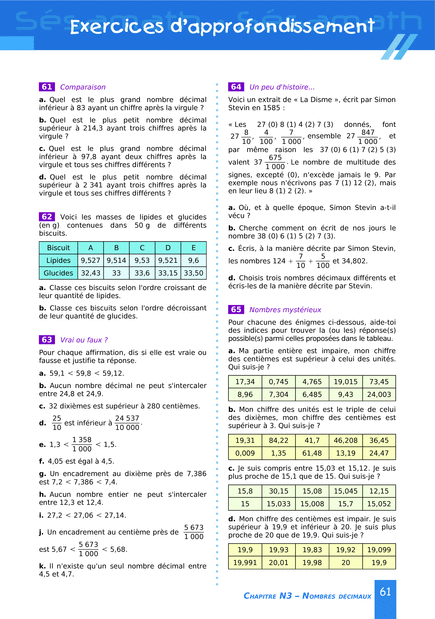 Exercices d'approfondissement
61 Comparaison
a. Quel est le plus grand nombre décimal
inférieur à 83 ayant un chiffre après la virgule ?
b. Quel est le plus petit nombre décimal
supérieur à 214,3 ayant trois chiffres après la
virgule ?
c. Quel est le plus grand nombre décimal
inférieur à 97,8 ayant deux chiffres après la
virgule et tous ses chiffres différents ?
d. Quel est le plus petit nombre décimal
supérieur à 2 341 ayant trois chiffres après la
virgule et tous ses chiffres différents ?
62 Voici les masses de lipides et glucides
(en g) contenues dans 50 g de différents
biscuits.
Biscuit A B C D E
Lipides 9,527 9,514 9,53 9,521 9,6
Glucides 32,43 33 33,6 33,15 33,50
a. Classe ces biscuits selon l'ordre croissant de
leur quantité de lipides.
b. Classe ces biscuits selon l'ordre décroissant
de leur quantité de glucides.
63 Vrai ou faux ?
Pour chaque affirmation, dis si elle est vraie ou
fausse et justifie ta réponse.
a. 59,1 < 59,8 < 59,12.
b. Aucun nombre décimal ne peut s'intercaler
entre 24,8 et 24,9.
c. 32 dixièmes est supérieur à 280 centièmes.
d. 25/10 est inférieur à 24 537/10 000.
e. 1,3 < 1 358/1 000 < 1,5.
f. 4,05 est égal à 4,5.
g. Un encadrement au dixième près de 7,386
est 7,2 < 7,386 < 7,4.
h. Aucun nombre entier ne peut s'intercaler
entre 12,3 et 12,4.
i. 27,2 < 27,06 < 27,14.
j. Un encadrement au centième près de 5 673/1 000
est 5,67 < 5 673/1 000 < 5,68.
k. Il n'existe qu'un seul nombre décimal entre
4,5 et 4,7.
64 Un peu d'histoire...
Voici un extrait de « La Disme », écrit par Simon
Stevin en 1585 :
« Les 27 (0) 8 (1) 4 (2) 7 (3) donnés, font
27 8/10, 4/100, 7/1 000, ensemble 27 847/1 000, et
par même raison les 37 (0) 6 (1) 7 (2) 5 (3)
valent 37 675/1 000. Le nombre de multitude des
signes, excepté (0), n'excède jamais le 9. Par
exemple nous n'écrivons pas 7 (1) 12 (2), mais
en leur lieu 8 (1) 2 (2). »
a. Où, et à quelle époque, Simon Stevin a-t-il
vécu ?
b. Cherche comment on écrit de nos jours le
nombre 38 (0) 6 (1) 5 (2) 7 (3).
c. Écris, à la manière décrite par Simon Stevin,
les nombres 124 + 7/10 + 5/100 et 34,802.
d. Choisis trois nombres décimaux différents et
écris-les de la manière décrite par Stevin.
65 Nombres mystérieux
Pour chacune des énigmes ci-dessous, aide-toi
des indices pour trouver la (ou les) réponse(s)
possible(s) parmi celles proposées dans le tableau.
a. Ma partie entière est impaire, mon chiffre
des centièmes est supérieur à celui des unités.
Qui suis-je ?
17,34 0,745 4,765 19,015 73,45
8,96 7,304 6,485 9,43 24,003
b. Mon chiffre des unités est le triple de celui
des dixièmes, mon chiffre des centièmes est
supérieur à 3. Qui suis-je ?
19,31 84,22 41,7 46,208 36,45
0,009 1,35 61,48 13,19 24,47
c. Je suis compris entre 15,03 et 15,12. Je suis
plus proche de 15,1 que de 15. Qui suis-je ?
15,8 30,15 15,08 15,045 12,15
15 15,033 15,008 15,7 15,052
d. Mon chiffre des centièmes est impair. Je suis
supérieur à 19,9 et inférieur à 20. Je suis plus
proche de 20 que de 19,9. Qui suis-je ?
19,9 19,93 19,83 19,92 19,099
19,991 20,01 19,98 20 19,9
Chapitre N3 – Nombres décimaux 61